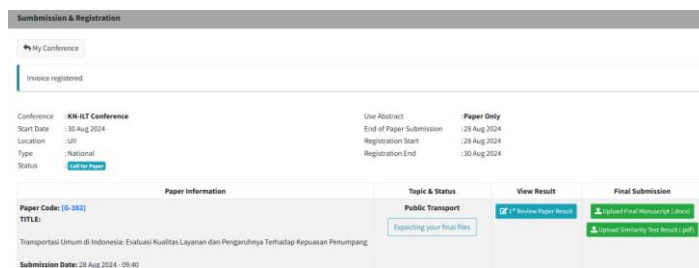 Sumbmission & Registration
My Conference
Invoice registered
Conference : KN-ILT Conference
Start Date : 30 Aug 2024
Location : UII
Type : National
Status : Call for Paper
Use Abstract : Paper Only
End of Paper Submission : 28 Aug 2024
Registration Start : 28 Aug 2024
Registration End : 30 Aug 2024
Paper Information Topic & Status View Result Final Submission
Paper Code: [G-382]
TITLE:
Transportasi Umum di Indonesia: Evaluasi Kualitas Layanan dan Pengaruhnya Terhadap Kepuasan Penumpang
Submission Date: 28 Aug 2024 - 09:40
Public Transport
Expecting your final files
1st Review Paper Result
Upload Final Manuscript (.docx)
Upload Similarity Test Result (.pdf)